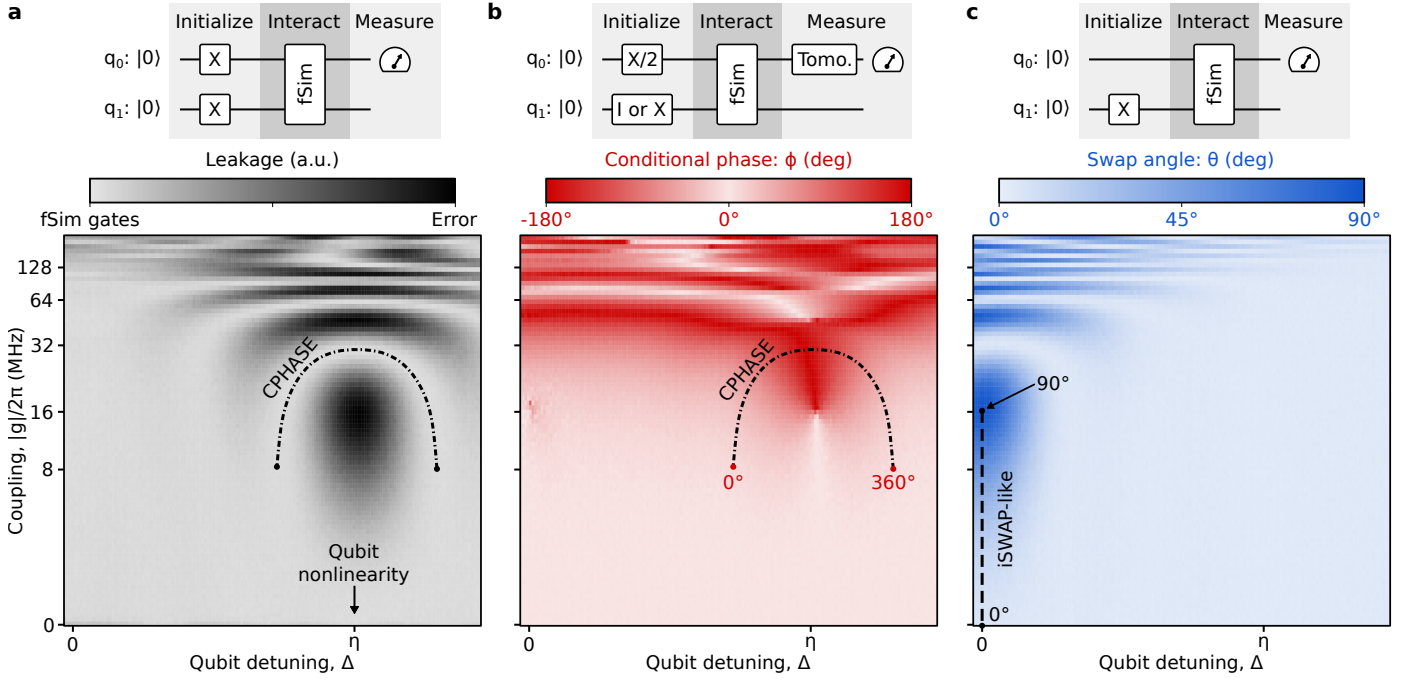 a
Initialize Interact Measure
q₀: |0⟩ X fSim
q₁: |0⟩ X
Leakage (a.u.)
fSim gates Error
Coupling, |g|/2π (MHz)
128
64
32
16
8
0
CPHASE
Qubit
nonlinearity
0 η
Qubit detuning, Δ
b
Initialize Interact Measure
q₀: |0⟩ X/2 fSim Tomo.
q₁: |0⟩ I or X
Conditional phase: ϕ (deg)
-180° 0° 180°
CPHASE
0° 360°
0 η
Qubit detuning, Δ
c
Initialize Interact Measure
q₀: |0⟩ fSim
q₁: |0⟩ X
Swap angle: θ (deg)
0° 45° 90°
90°
iSWAP-like
0°
0 η
Qubit detuning, Δ